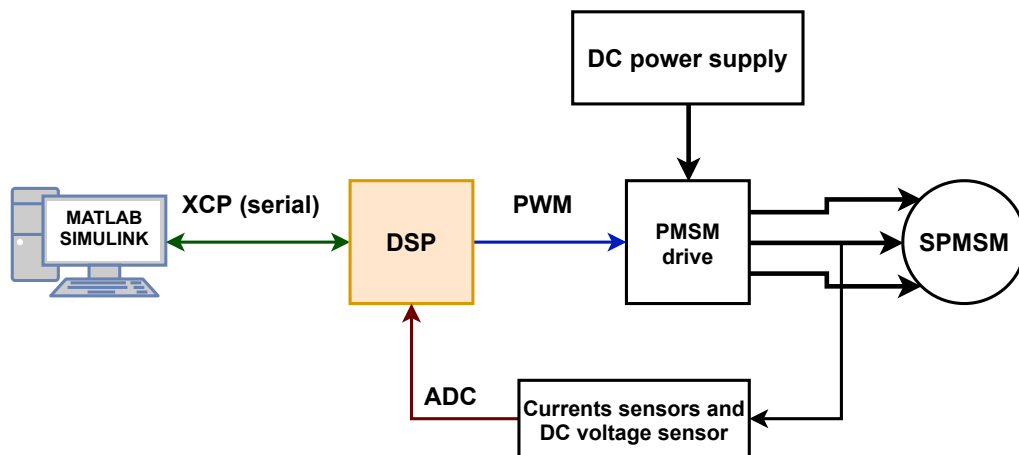 DC power supply
MATLAB
SIMULINK
XCP (serial)
DSP
PWM
PMSM
drive
SPMSM
ADC
Currents sensors and
DC voltage sensor